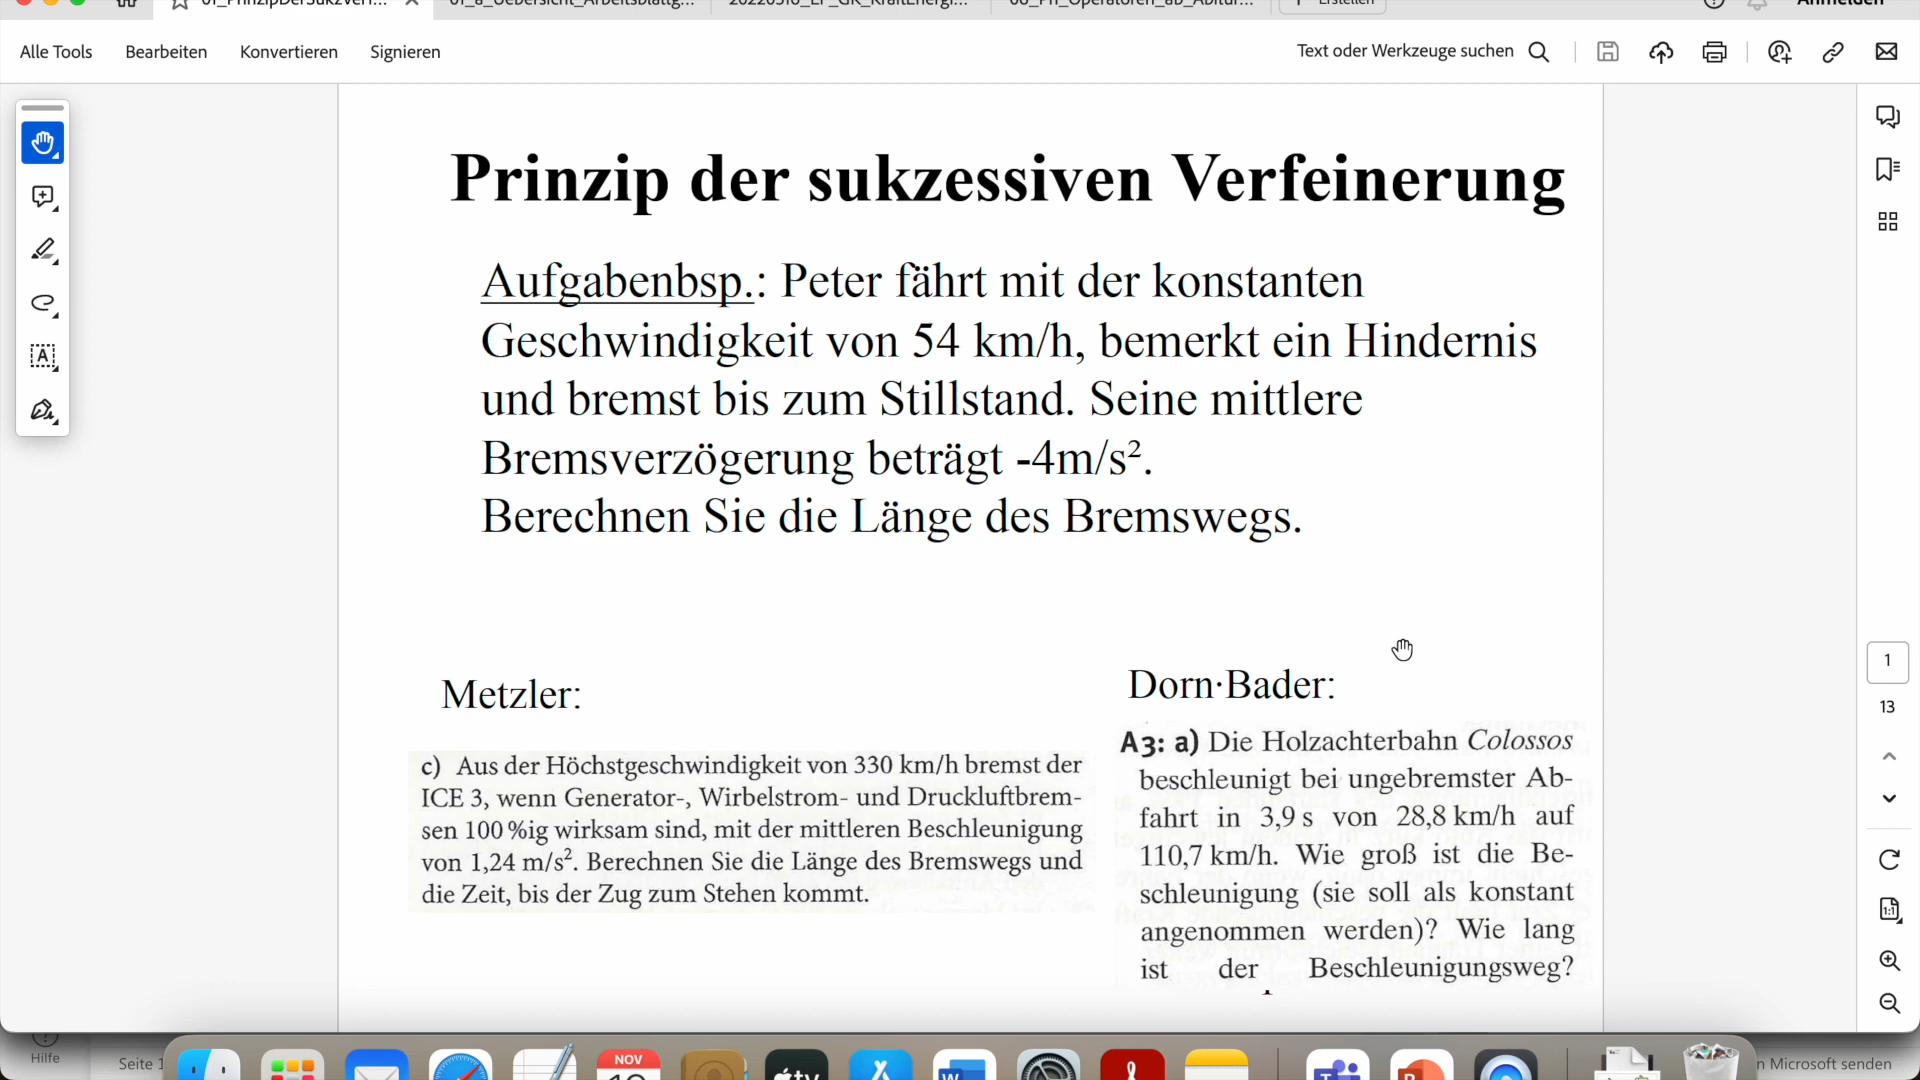 Alle Tools
Bearbeiten
Konvertieren
Signieren
Text oder Werkzeuge suchen
Prinzip der sukzessiven Verfeinerung
Aufgabenbsp.: Peter fährt mit der konstanten
Geschwindigkeit von 54 km/h, bemerkt ein Hindernis
und bremst bis zum Stillstand. Seine mittlere
Bremsverzögerung beträgt -4m/s².
Berechnen Sie die Länge des Bremswegs.
Metzler:
c) Aus der Höchstgeschwindigkeit von 330 km/h bremst der
ICE 3, wenn Generator-, Wirbelstrom- und Druckluftbrem-
sen 100 %ig wirksam sind, mit der mittleren Beschleunigung
von 1,24 m/s². Berechnen Sie die Länge des Bremswegs und
die Zeit, bis der Zug zum Stehen kommt.
Dorn·Bader:
A3: a) Die Holzachterbahn Colossos
beschleunigt bei ungebremster Ab-
fahrt in 3,9 s von 28,8 km/h auf
110,7 km/h. Wie groß ist die Be-
schleunigung (sie soll als konstant
angenommen werden)? Wie lang
ist der Beschleunigungsweg?
1
13
Hilfe
Seite 1
NOV
tv
n Microsoft senden